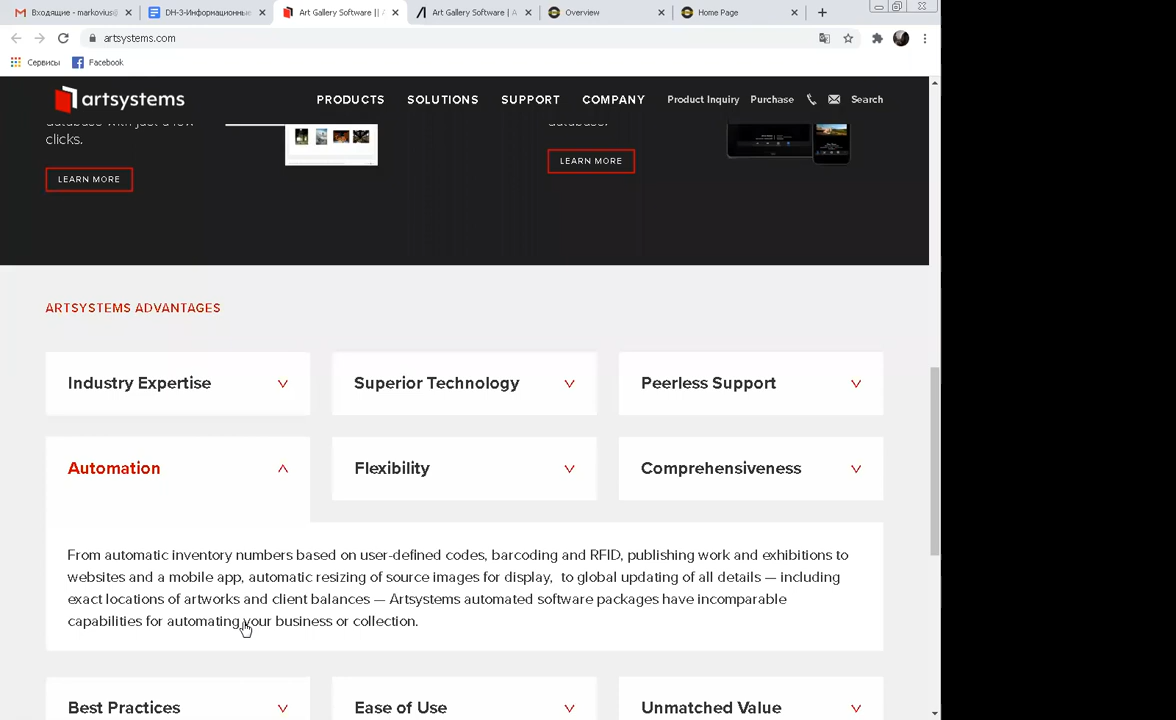 Входящие - markovius@
DH-3-Информационные
Art Gallery Software ||
Art Gallery Software | A
Overview
Home Page
artsystems.com
Сервисы
Facebook
artsystems
PRODUCTS
SOLUTIONS
SUPPORT
COMPANY
Product Inquiry
Purchase
Search
database with just a few
clicks.
database.
LEARN MORE
LEARN MORE
ARTSYSTEMS ADVANTAGES
Industry Expertise
Superior Technology
Peerless Support
Automation
Flexibility
Comprehensiveness
From automatic inventory numbers based on user-defined codes, barcoding and RFID, publishing work and exhibitions to
websites and a mobile app, automatic resizing of source images for display, to global updating of all details — including
exact locations of artworks and client balances — Artsystems automated software packages have incomparable
capabilities for automating your business or collection.
Best Practices
Ease of Use
Unmatched Value